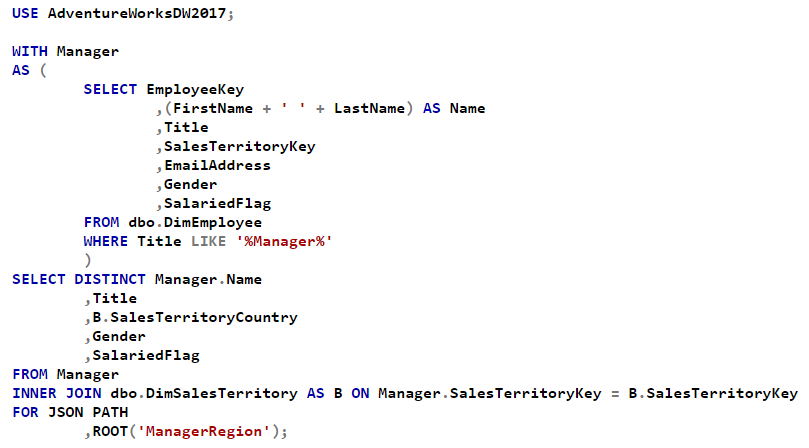 USE AdventureWorksDW2017;
WITH Manager
AS (
SELECT EmployeeKey
,(FirstName + ' ' + LastName) AS Name
,Title
,SalesTerritoryKey
,EmailAddress
,Gender
,SalariedFlag
FROM dbo.DimEmployee
WHERE Title LIKE '%Manager%'
)
SELECT DISTINCT Manager.Name
,Title
,B.SalesTerritoryCountry
,Gender
,SalariedFlag
FROM Manager
INNER JOIN dbo.DimSalesTerritory AS B ON Manager.SalesTerritoryKey = B.SalesTerritoryKey
FOR JSON PATH
,ROOT('ManagerRegion');